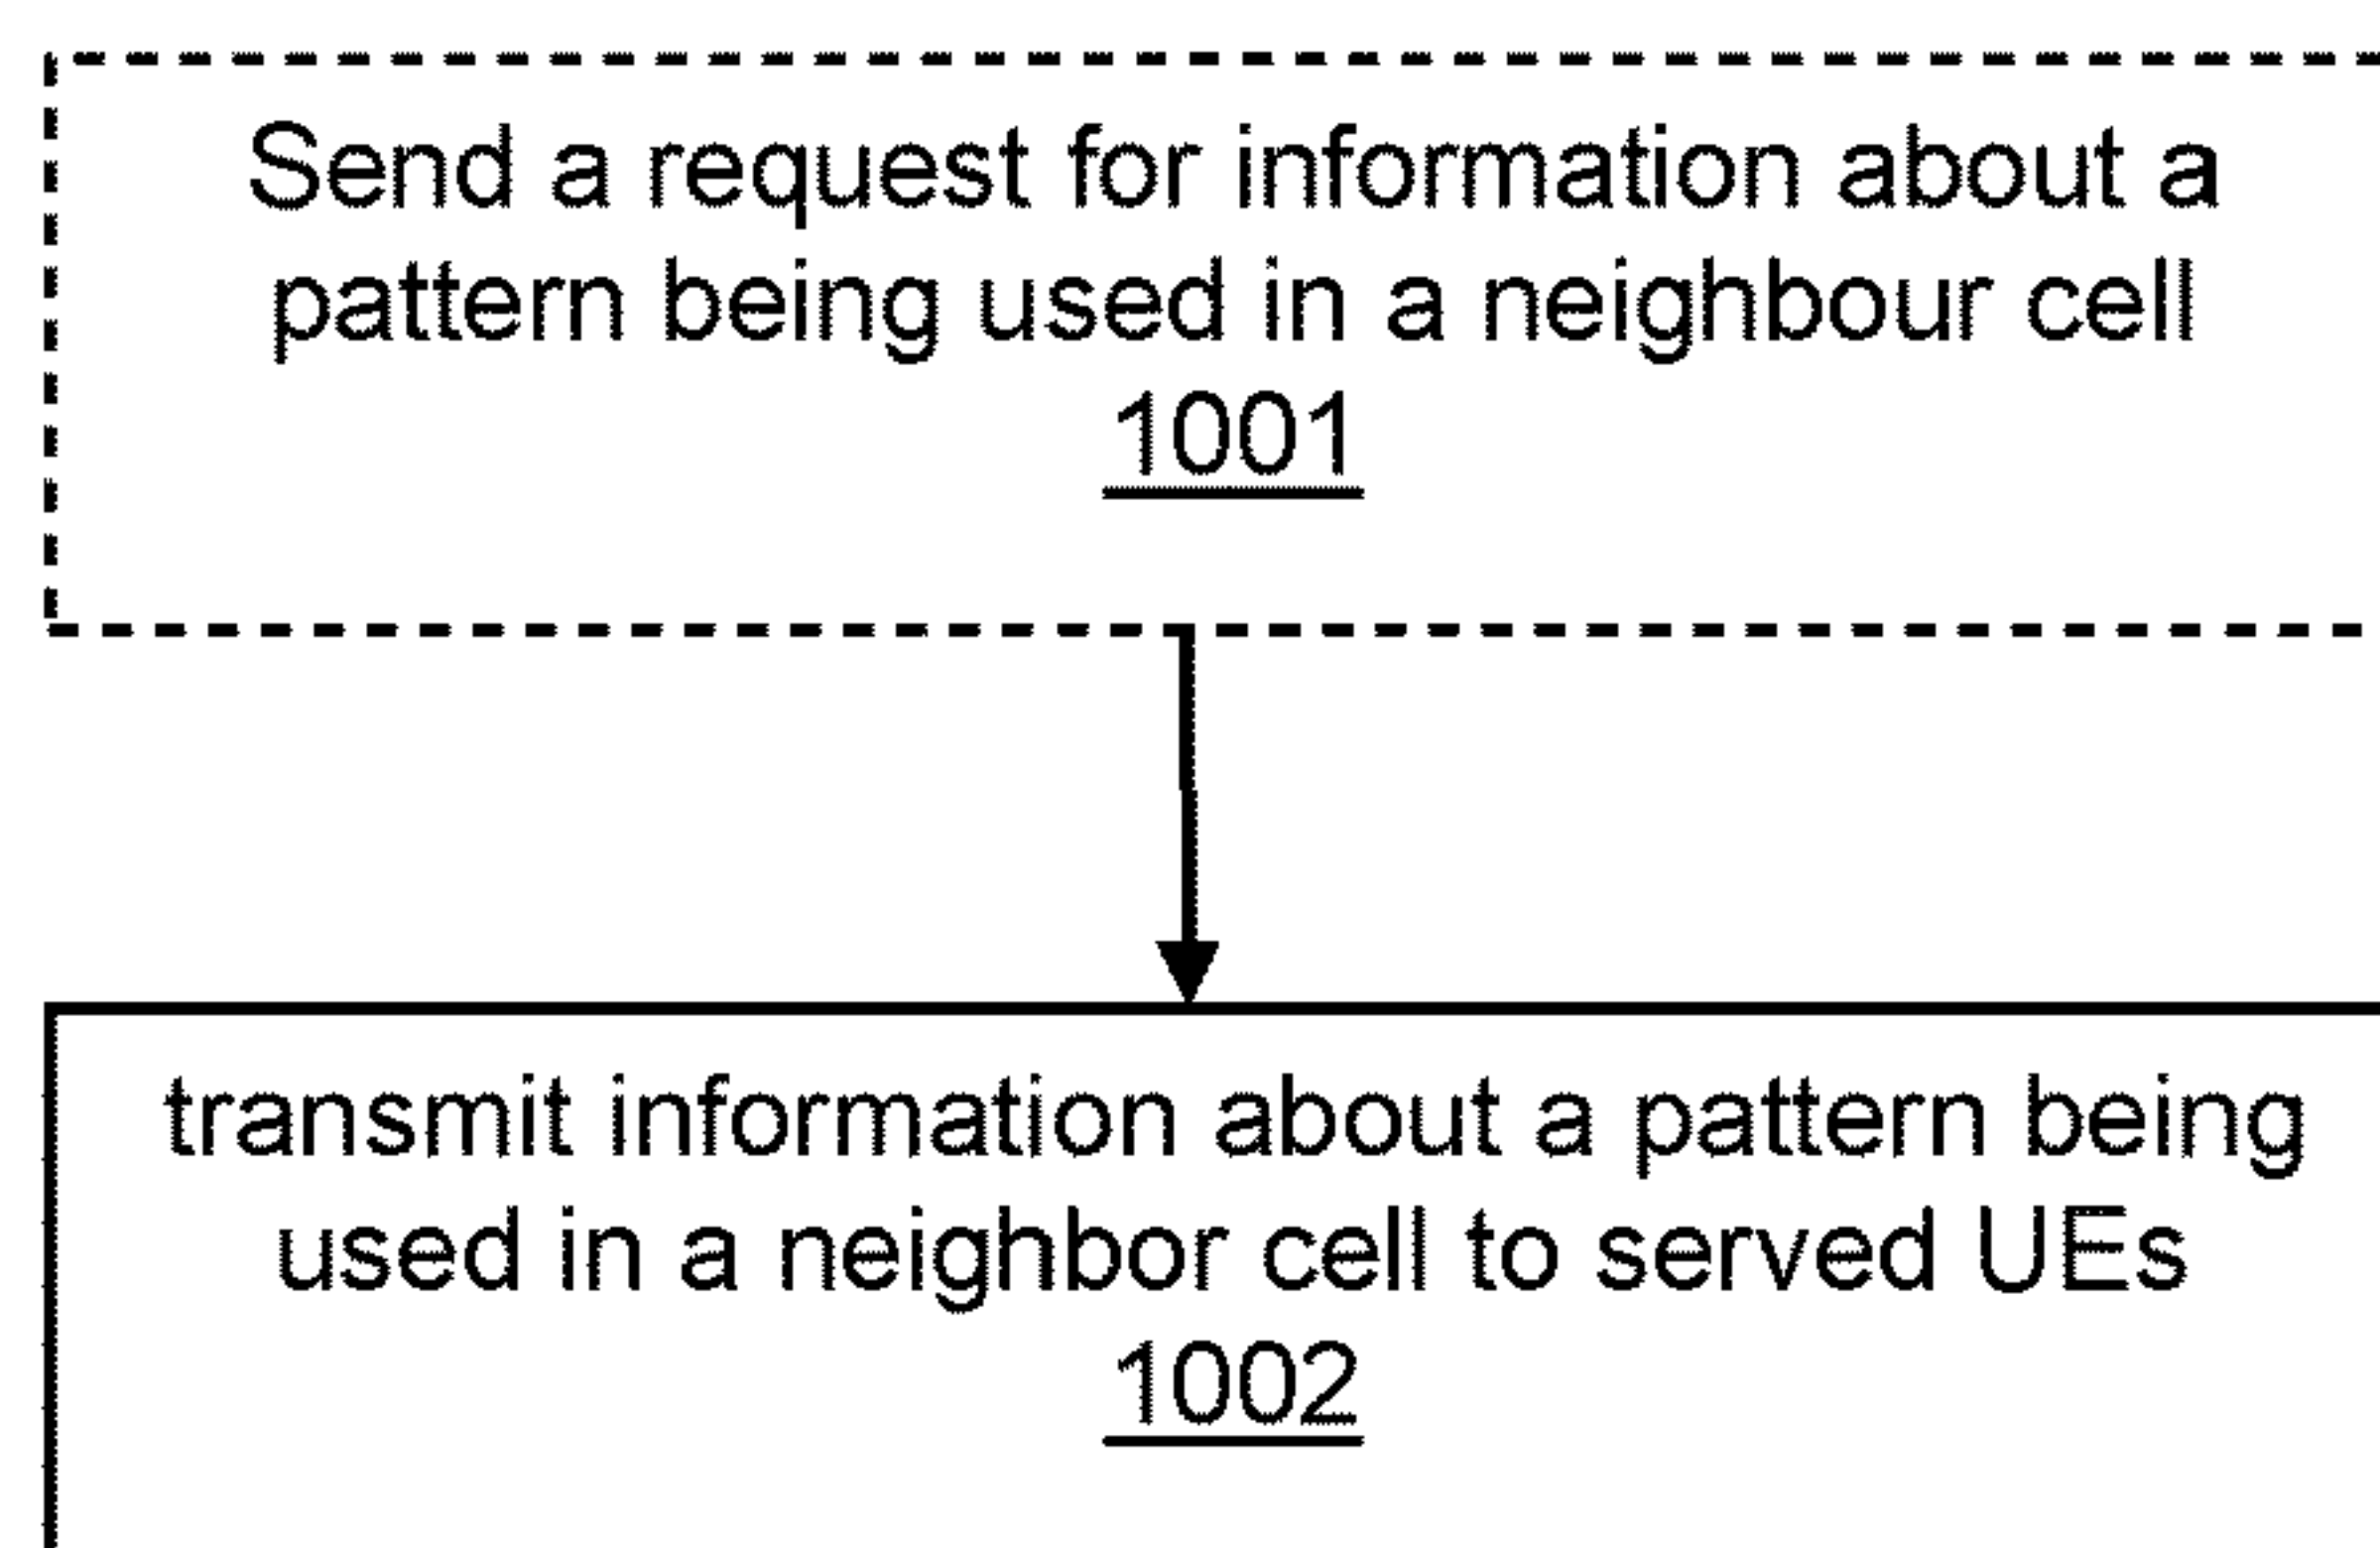 Send a request for information about a
pattern being used in a neighbour cell
1001
transmit information about a pattern being
used in a neighbor cell to served UEs
1002